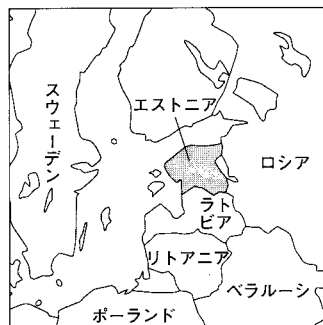 スウェーデン
エストニア
ロシア
ラト
ビア
リトアニア
ベラルーシ
ポーランド